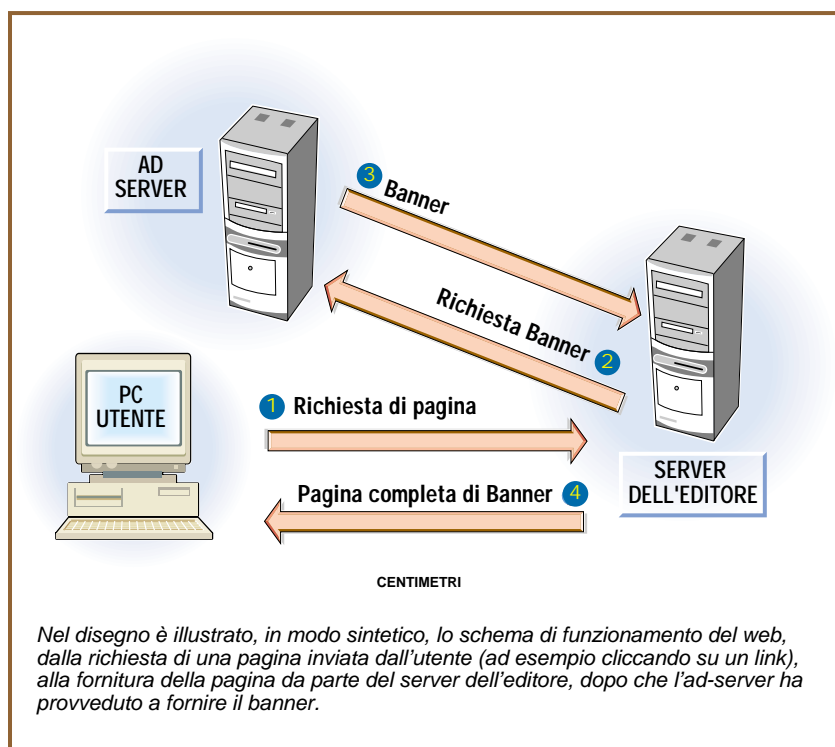 AD
SERVER
3 Banner
Richiesta Banner 2
PC
UTENTE
1 Richiesta di pagina
SERVER
DELL'EDITORE
Pagina completa di Banner 4
CENTIMETRI
Nel disegno è illustrato, in modo sintetico, lo schema di funzionamento del web,
dalla richiesta di una pagina inviata dall'utente (ad esempio cliccando su un link),
alla fornitura della pagina da parte del server dell'editore, dopo che l'ad-server ha
provveduto a fornire il banner.